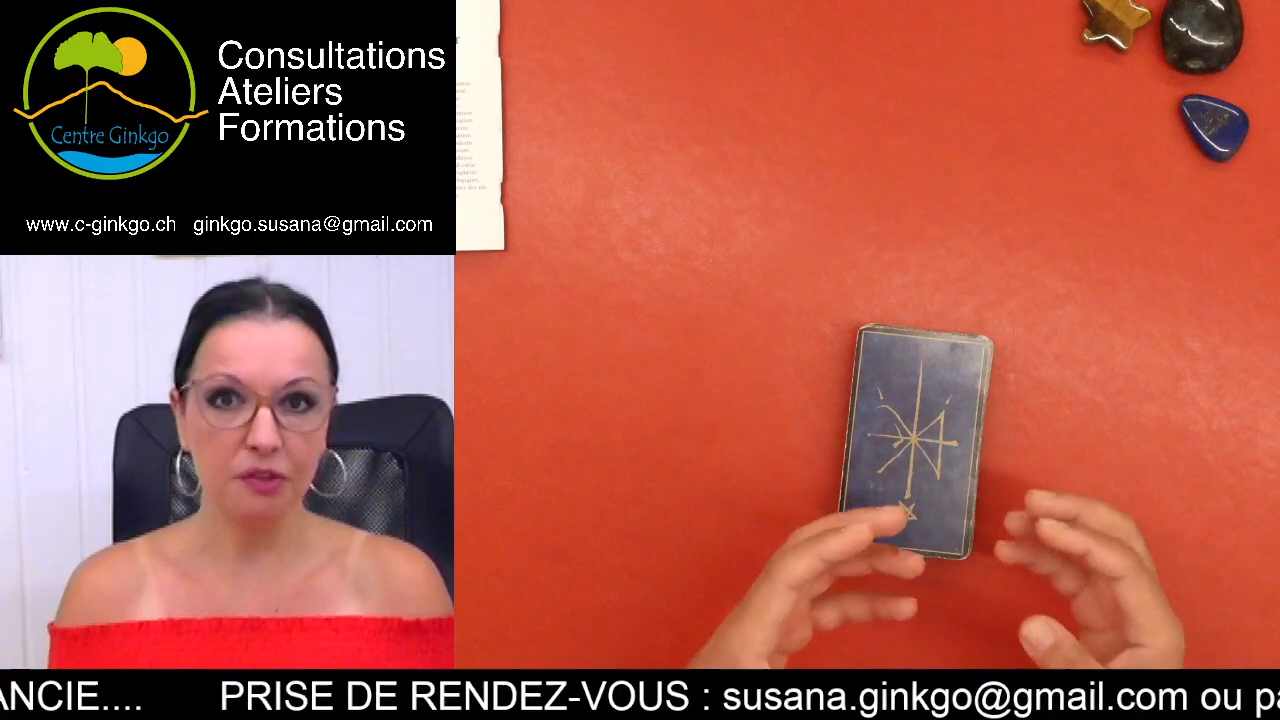 Consultations
Ateliers
Formations
Centre Ginkgo
www.c-ginkgo.ch ginkgo.susana@gmail.com
ANCIE.... PRISE DE RENDEZ-VOUS : susana.ginkgo@gmail.com ou pa